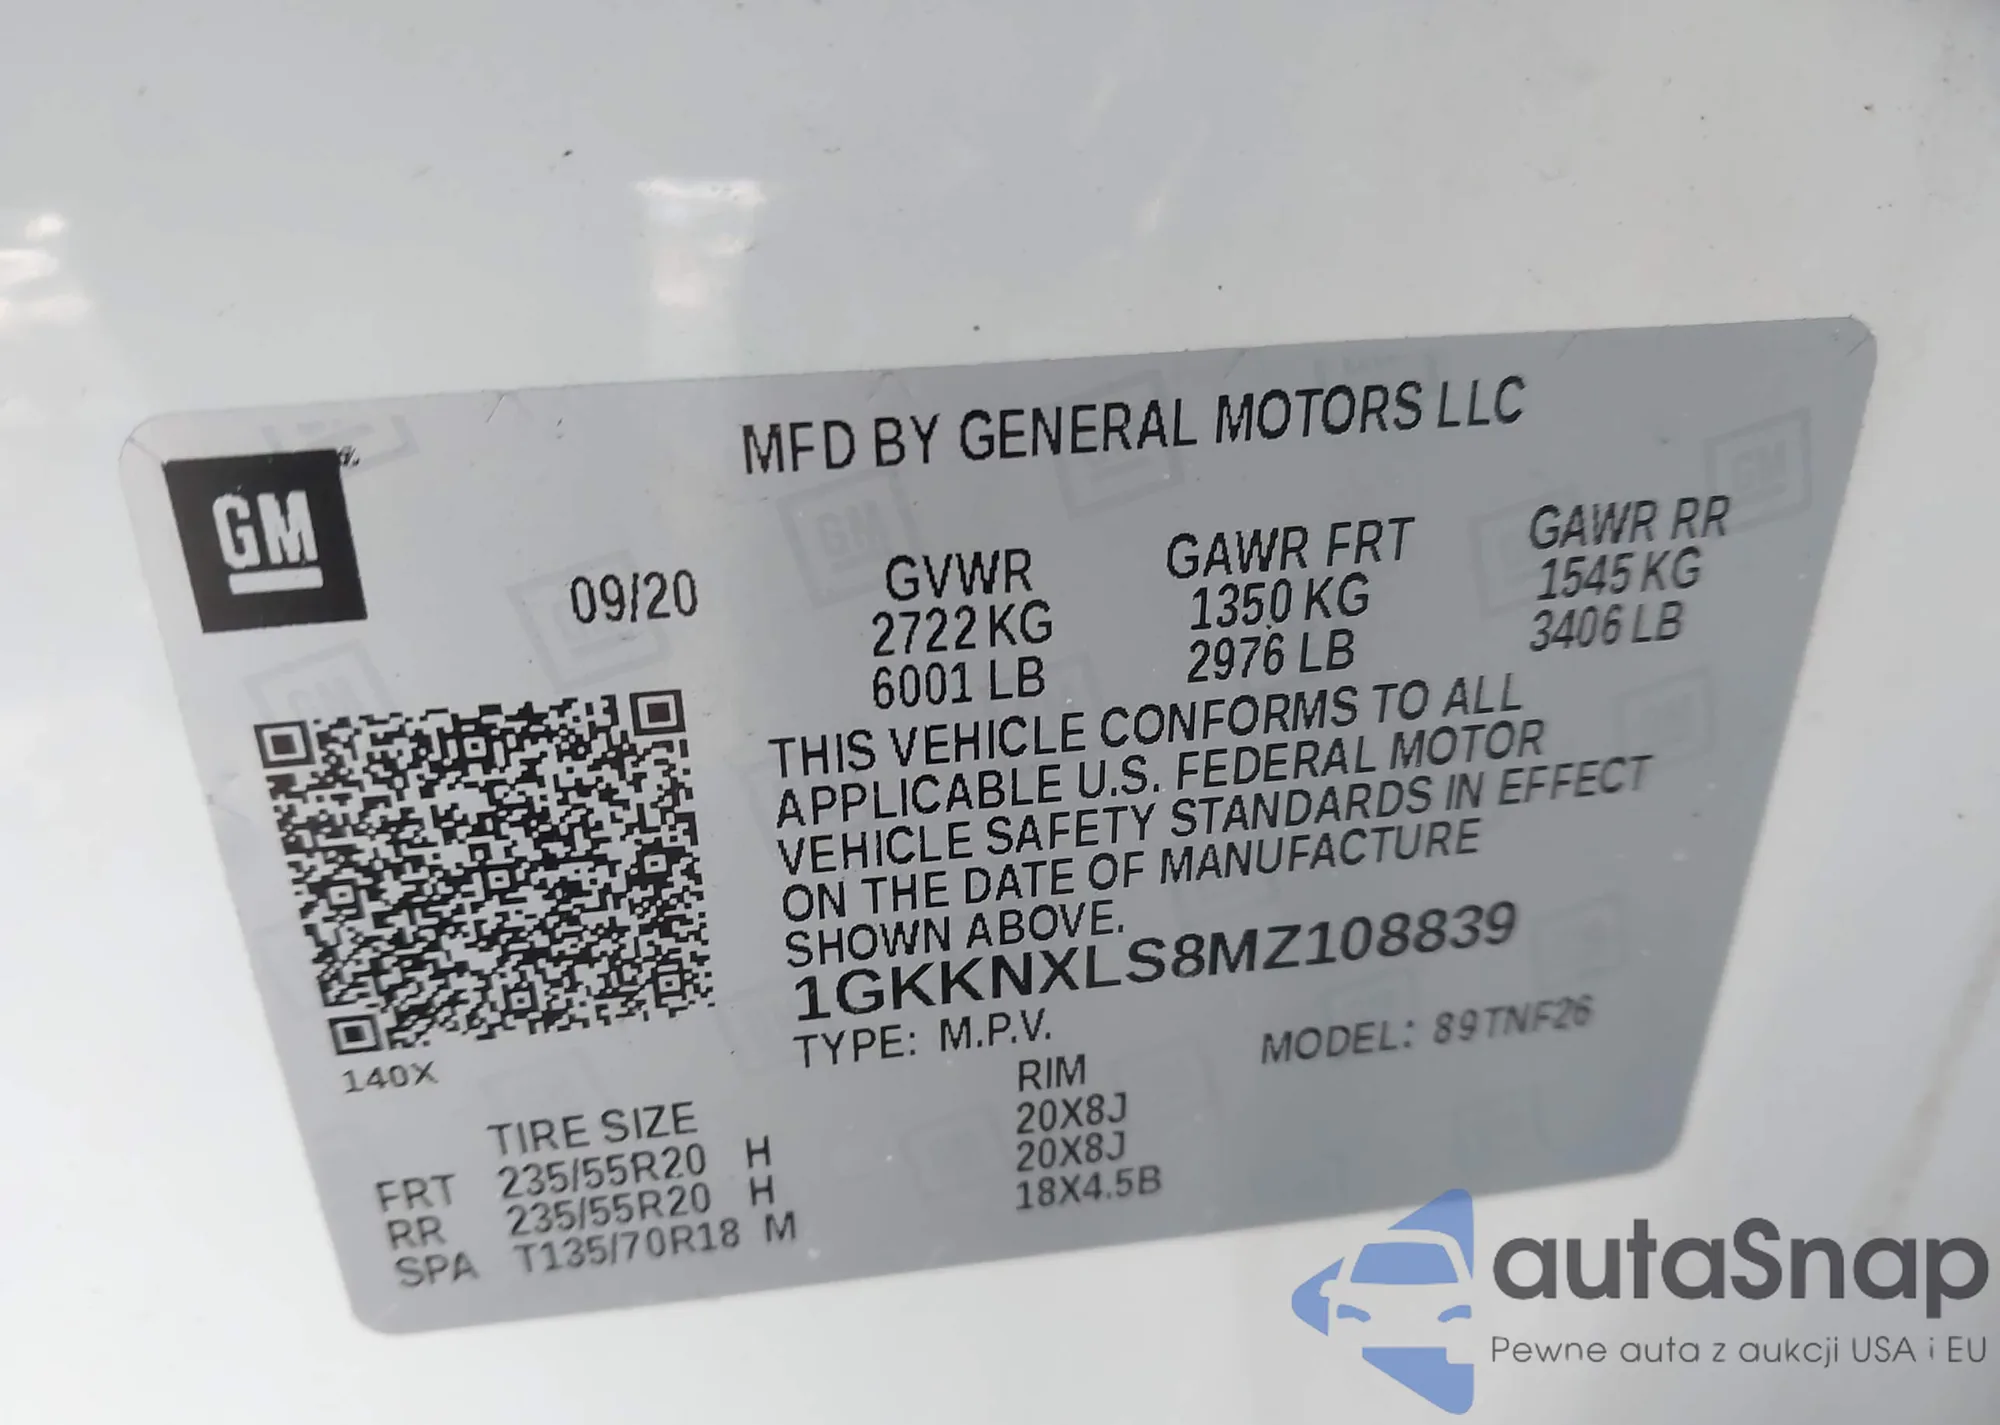 MFD BY GENERAL MOTORS LLC
GM
09/20
GVWR
2722 KG
6001 LB
GAWR FRT
1350 KG
2976 LB
GAWR RR
1545 KG
3406 LB
THIS VEHICLE CONFORMS TO ALL
APPLICABLE U.S. FEDERAL MOTOR
VEHICLE SAFETY STANDARDS IN EFFECT
ON THE DATE OF MANUFACTURE
SHOWN ABOVE.
1GKKNXLS8MZ108839
TYPE: M.P.V.
MODEL: 89TNF26
140X
TIRE SIZE RIM
FRT 235/55R20 H 20X8J
RR 235/55R20 H 20X8J
SPA T135/70R18 M 18X4.5B
autaSnap
Pewne auta z aukcji USA i EU